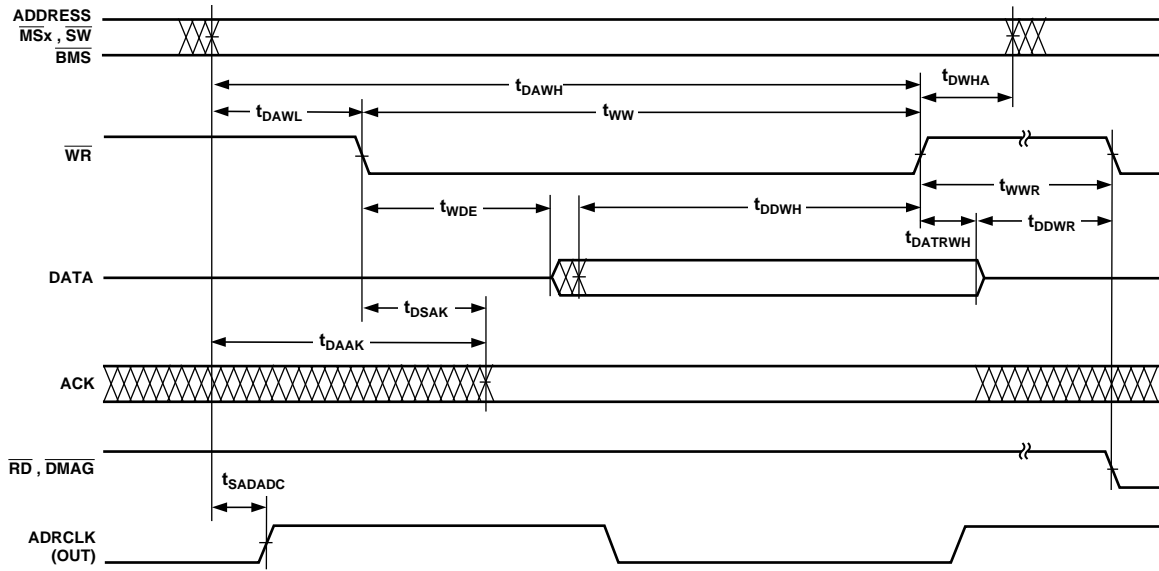 ADDRESS
MSx , SW
BMS
tDAWH
tDWHA
tDAWL
tWW
WR
tWWR
tWDE
tDDWH
tDATRWH
tDDWR
DATA
tDSAK
tDAAK
ACK
RD , DMAG
tSADADC
ADRCLK
(OUT)